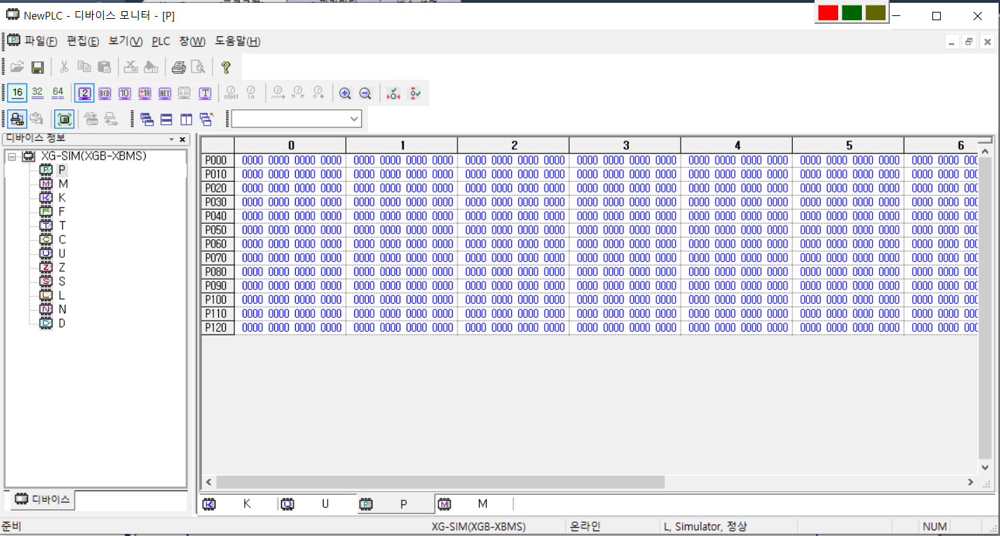 NewPLC - 디바이스 모니터 - [P]
파일(F) 편집(E) 보기(V) PLC 창(W) 도움말(H)
16 32 64 2 BCD 10 ±10 HEX T
디바이스 정보
XG-SIM(XGB-XBMS)
P
M
K
F
T
C
U
Z
S
L
N
D
디바이스
0 1 2 3 4 5 6
P000 0000 0000 0000 0000 0000 0000 0000 0000 0000 0000 0000 0000 0000 0000 0000 0000 0000 0000 0000 0000 0000 0000 0000 0000 0000 0000
P010 0000 0000 0000 0000 0000 0000 0000 0000 0000 0000 0000 0000 0000 0000 0000 0000 0000 0000 0000 0000 0000 0000 0000 0000 0000 0000
P020 0000 0000 0000 0000 0000 0000 0000 0000 0000 0000 0000 0000 0000 0000 0000 0000 0000 0000 0000 0000 0000 0000 0000 0000 0000 0000
P030 0000 0000 0000 0000 0000 0000 0000 0000 0000 0000 0000 0000 0000 0000 0000 0000 0000 0000 0000 0000 0000 0000 0000 0000 0000 0000
P040 0000 0000 0000 0000 0000 0000 0000 0000 0000 0000 0000 0000 0000 0000 0000 0000 0000 0000 0000 0000 0000 0000 0000 0000 0000 0000
P050 0000 0000 0000 0000 0000 0000 0000 0000 0000 0000 0000 0000 0000 0000 0000 0000 0000 0000 0000 0000 0000 0000 0000 0000 0000 0000
P060 0000 0000 0000 0000 0000 0000 0000 0000 0000 0000 0000 0000 0000 0000 0000 0000 0000 0000 0000 0000 0000 0000 0000 0000 0000 0000
P070 0000 0000 0000 0000 0000 0000 0000 0000 0000 0000 0000 0000 0000 0000 0000 0000 0000 0000 0000 0000 0000 0000 0000 0000 0000 0000
P080 0000 0000 0000 0000 0000 0000 0000 0000 0000 0000 0000 0000 0000 0000 0000 0000 0000 0000 0000 0000 0000 0000 0000 0000 0000 0000
P090 0000 0000 0000 0000 0000 0000 0000 0000 0000 0000 0000 0000 0000 0000 0000 0000 0000 0000 0000 0000 0000 0000 0000 0000 0000 0000
P100 0000 0000 0000 0000 0000 0000 0000 0000 0000 0000 0000 0000 0000 0000 0000 0000 0000 0000 0000 0000 0000 0000 0000 0000 0000 0000
P110 0000 0000 0000 0000 0000 0000 0000 0000 0000 0000 0000 0000 0000 0000 0000 0000 0000 0000 0000 0000 0000 0000 0000 0000 0000 0000
P120 0000 0000 0000 0000 0000 0000 0000 0000 0000 0000 0000 0000 0000 0000 0000 0000 0000 0000 0000 0000 0000 0000 0000 0000 0000 0000
K U P M
준비 XG-SIM(XGB-XBMS) 온라인 L, Simulator, 정상 NUM